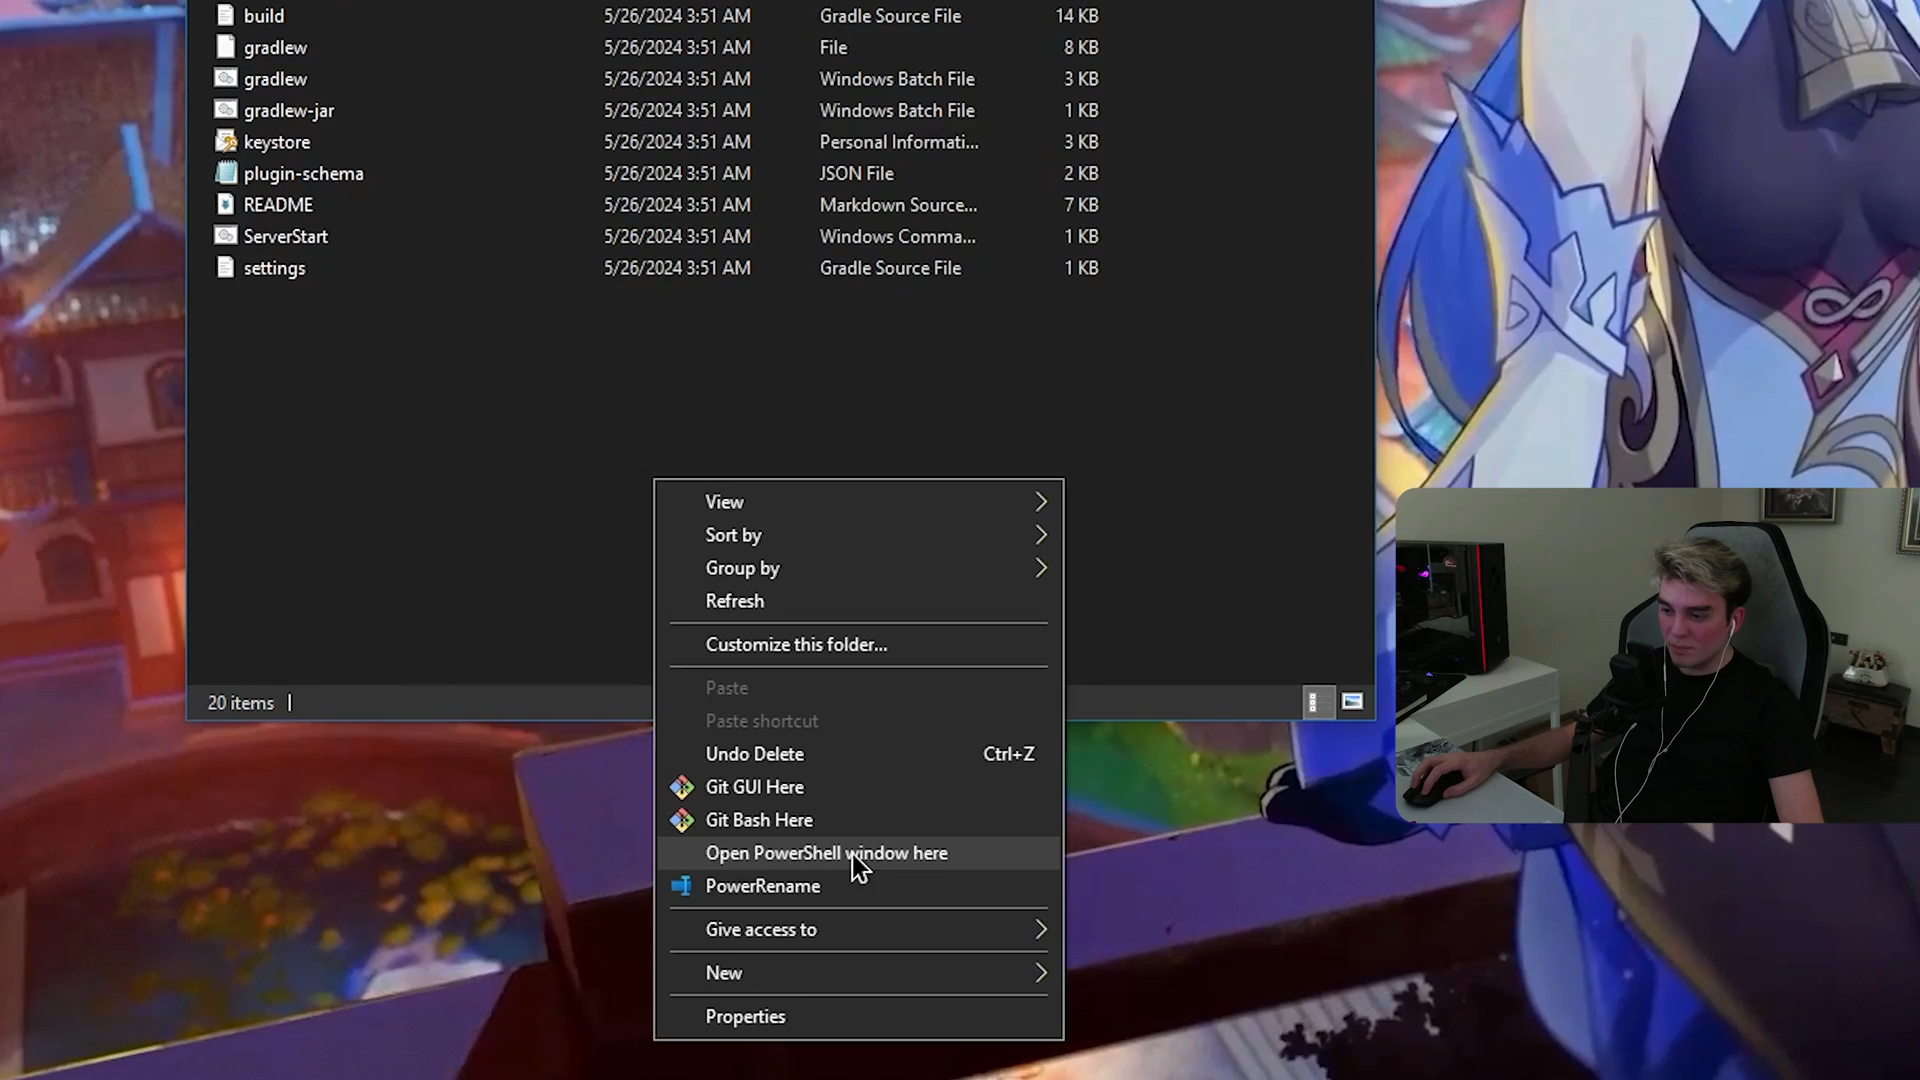 build 5/26/2024 3:51 AM Gradle Source File 14 KB
gradlew 5/26/2024 3:51 AM File 8 KB
gradlew 5/26/2024 3:51 AM Windows Batch File 3 KB
gradlew-jar 5/26/2024 3:51 AM Windows Batch File 1 KB
keystore 5/26/2024 3:51 AM Personal Informati... 3 KB
plugin-schema 5/26/2024 3:51 AM JSON File 2 KB
README 5/26/2024 3:51 AM Markdown Source... 7 KB
ServerStart 5/26/2024 3:51 AM Windows Comma... 1 KB
settings 5/26/2024 3:51 AM Gradle Source File 1 KB
View
Sort by
Group by
Refresh
Customize this folder...
Paste
Paste shortcut
Undo Delete Ctrl+Z
Git GUI Here
Git Bash Here
Open PowerShell window here
PowerRename
Give access to
New
Properties
20 items